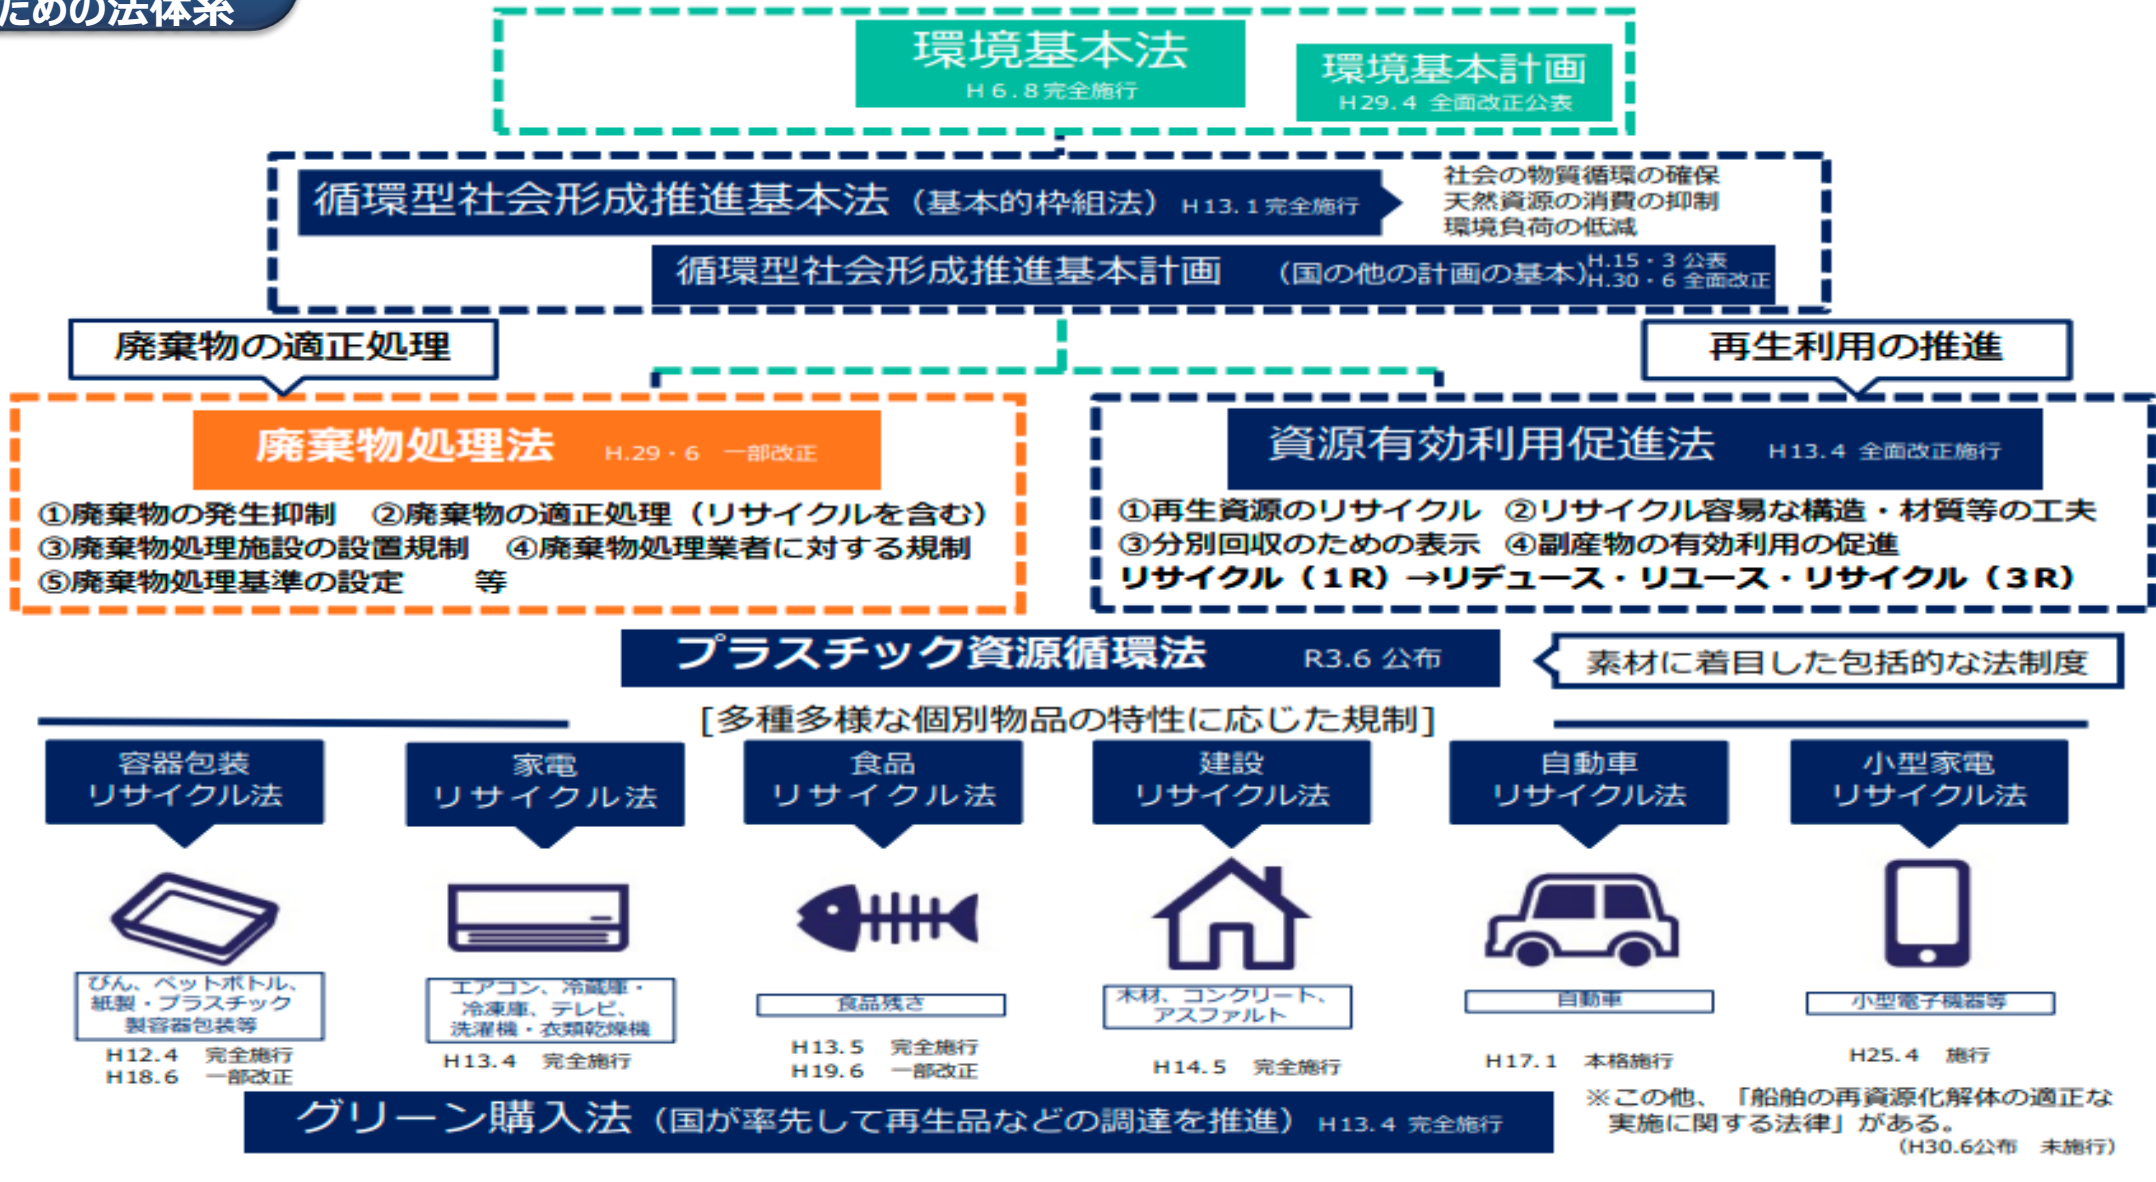 ための法体系
環境基本法
H6.8完全施行
環境基本計画
H29.4 全面改正公表
循環型社会形成推進基本法（基本的枠組法） H13.1完全施行
社会の物質循環の確保
天然資源の消費の抑制
環境負荷の低減
循環型社会形成推進基本計画 （国の他の計画の基本）
H.15・3 公表
H.30・6 全面改正
廃棄物の適正処理
再生利用の推進
廃棄物処理法 H.29・6 一部改正
①廃棄物の発生抑制 ②廃棄物の適正処理（リサイクルを含む）
③廃棄物処理施設の設置規制 ④廃棄物処理業者に対する規制
⑤廃棄物処理基準の設定 等
資源有効利用促進法 H13.4 全面改正施行
①再生資源のリサイクル ②リサイクル容易な構造・材質等の工夫
③分別回収のための表示 ④副産物の有効利用の促進
リサイクル（1R）→リデュース・リユース・リサイクル（3R）
プラスチック資源循環法 R3.6 公布
素材に着目した包括的な法制度
[多種多様な個別物品の特性に応じた規制]
容器包装
リサイクル法
びん、ペットボトル、
紙製・プラスチック
製容器包装等
H12.4 完全施行
H18.6 一部改正
家電
リサイクル法
エアコン、冷蔵庫・
冷凍庫、テレビ、
洗濯機・衣類乾燥機
H13.4 完全施行
食品
リサイクル法
食品残さ
H13.5 完全施行
H19.6 一部改正
建設
リサイクル法
木材、コンクリート、
アスファルト
H14.5 完全施行
自動車
リサイクル法
自動車
H17.1 本格施行
小型家電
リサイクル法
小型電子機器等
H25.4 施行
グリーン購入法（国が率先して再生品などの調達を推進） H13.4 完全施行
※この他、「船舶の再資源化解体の適正な
実施に関する法律」がある。
（H30.6公布 未施行）